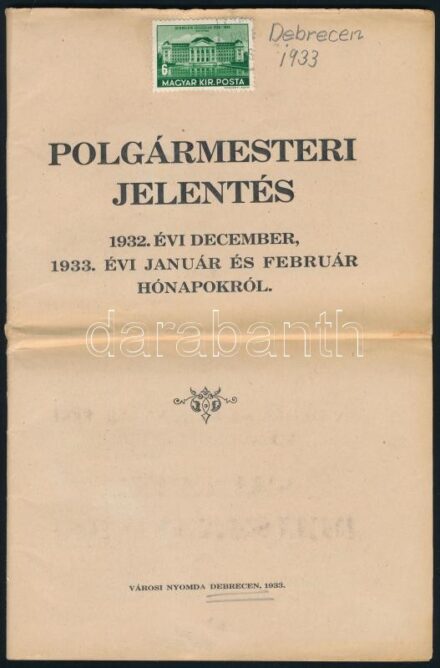 Debrecen
1933
6f
MAGYAR KIR. POSTA
POLGÁRMESTERI
JELENTÉS
1932. ÉVI DECEMBER,
1933. ÉVI JANUÁR ÉS FEBRUÁR
HÓNAPOKRÓL.
darabanth
VÁROSI NYOMDA DEBRECEN, 1933.